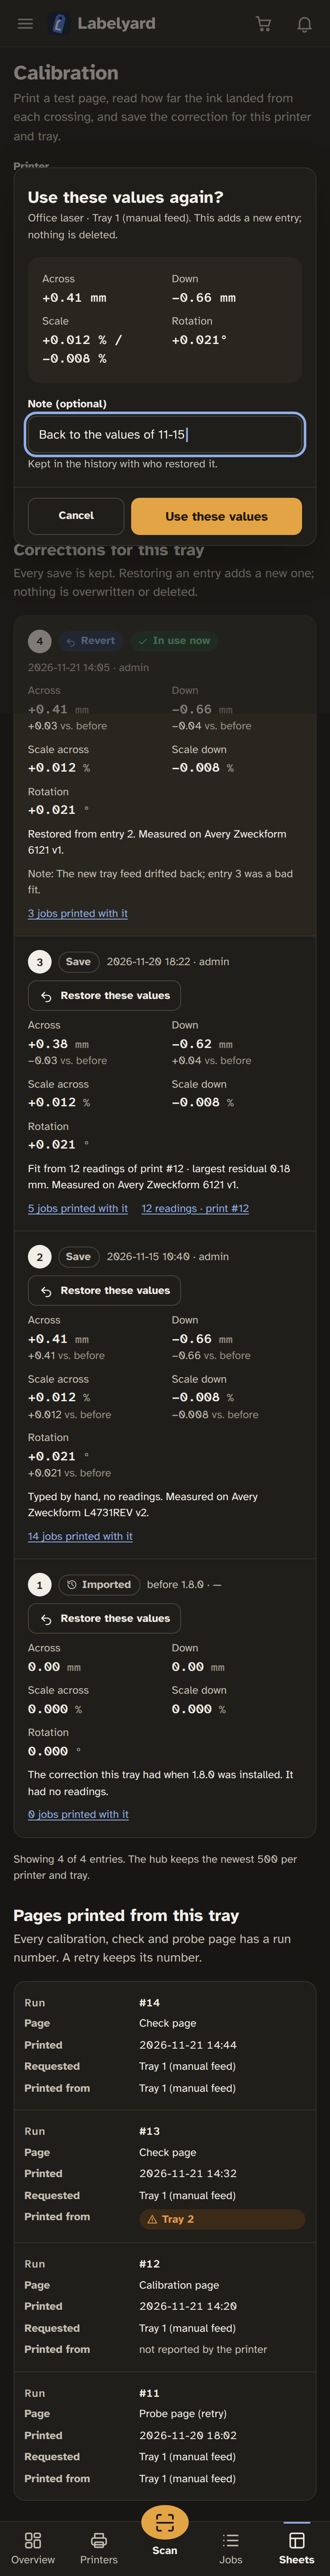 Labelyard
Calibration
Print a test page, read how far the ink landed
from each crossing, and save the correction for this printer
and tray.
Printer
Use these values again?
Office laser · Tray 1 (manual feed). This adds a new entry;
nothing is deleted.
Across
Down
+0.41 mm
−0.66 mm
Scale
Rotation
+0.012 % /
−0.008 %
+0.021°
Note (optional)
Back to the values of 11-15
Kept in the history with who restored it.
Cancel
Use these values
Corrections for this tray
Every save is kept. Restoring an entry adds a new one;
nothing is overwritten or deleted.
4 Revert In use now
2026-11-21 14:05 · admin
Across
Down
+0.41 mm
−0.66 mm
+0.03 vs. before
−0.04 vs. before
Scale across
Scale down
+0.012 %
−0.008 %
Rotation
+0.021 °
Restored from entry 2. Measured on Avery Zweckform
6121 v1.
Note: The new tray feed drifted back; entry 3 was a bad
fit.
3 jobs printed with it
3 Save 2026-11-20 18:22 · admin
Restore these values
Across
Down
+0.38 mm
−0.62 mm
−0.03 vs. before
+0.04 vs. before
Scale across
Scale down
+0.012 %
−0.008 %
Rotation
+0.021 °
Fit from 12 readings of print #12 · largest residual 0.18
mm. Measured on Avery Zweckform 6121 v1.
5 jobs printed with it 12 readings · print #12
2 Save 2026-11-15 10:40 · admin
Restore these values
Across
Down
+0.41 mm
−0.66 mm
+0.41 vs. before
−0.66 vs. before
Scale across
Scale down
+0.012 %
−0.008 %
+0.012 vs. before
−0.008 vs. before
Rotation
+0.021 °
+0.021 vs. before
Typed by hand, no readings. Measured on Avery
Zweckform L4731REV v2.
14 jobs printed with it
1 Imported before 1.8.0 · —
Restore these values
Across
Down
0.00 mm
0.00 mm
Scale across
Scale down
0.000 %
0.000 %
Rotation
0.000 °
The correction this tray had when 1.8.0 was installed. It
had no readings.
0 jobs printed with it
Showing 4 of 4 entries. The hub keeps the newest 500 per
printer and tray.
Pages printed from this tray
Every calibration, check and probe page has a run
number. A retry keeps its number.
Run #14
Page Check page
Printed 2026-11-21 14:44
Requested Tray 1 (manual feed)
Printed from Tray 1 (manual feed)
Run #13
Page Check page
Printed 2026-11-21 14:32
Requested Tray 1 (manual feed)
Printed from Tray 2
Run #12
Page Calibration page
Printed 2026-11-21 14:20
Requested Tray 1 (manual feed)
Printed from not reported by the printer
Run #11
Page Probe page (retry)
Printed 2026-11-20 18:02
Requested Tray 1 (manual feed)
Printed from Tray 1 (manual feed)
Overview
Printers
Scan
Jobs
Sheets